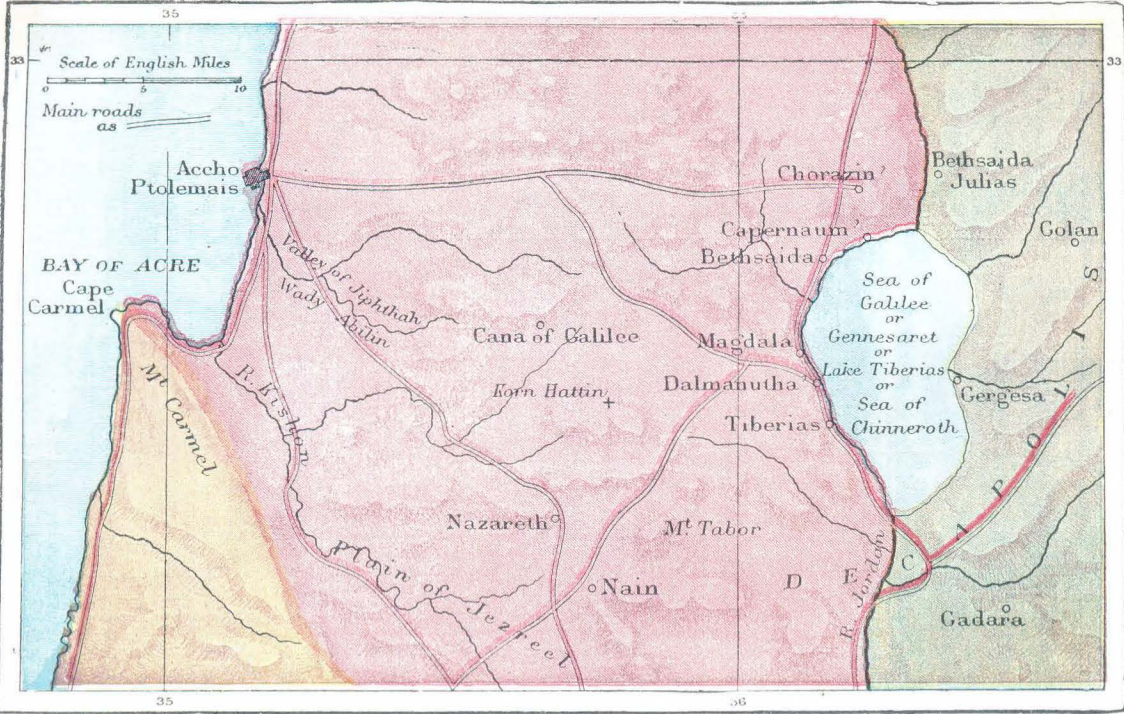 35
36
33
33
Scale of English Miles
0 5 10
Main roads
as
Accho
Ptolemais
Chorazin
Bethsaida
Julias
Capernaum
Golan
Bethsaida
BAY OF ACRE
Cape
Carmel
Valley of Jiphthah
Wady Abilin
Sea of
Galilee
or
Gennesaret
or
Lake Tiberias
or
Sea of
Chinneroth
Cana of Galilee
Magdala
Mt Carmel
R. Kishon
Korn Hattin
Dalmanutha
Gergesa
Tiberias
Nazareth
Mt. Tabor
Plain of Jezreel
Nain
R Jordon
DECAPOLIS
Gadara
35
36